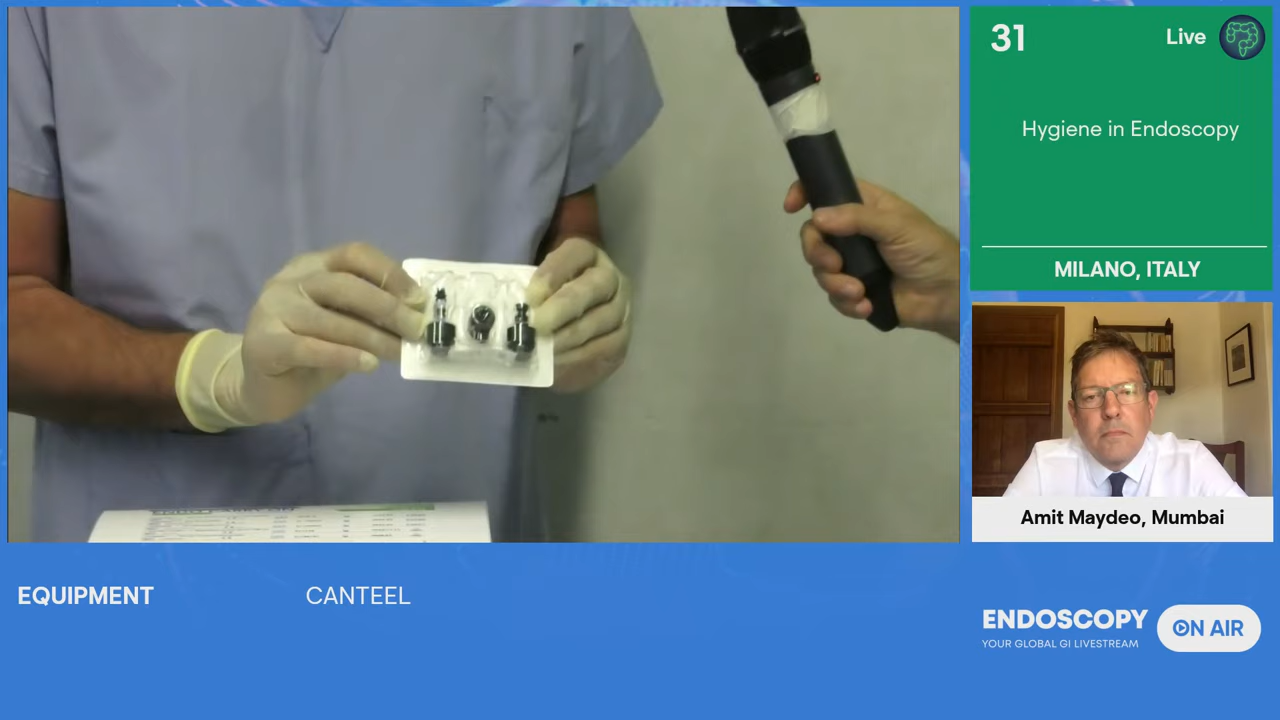 31
Live
Hygiene in Endoscopy
MILANO, ITALY
Amit Maydeo, Mumbai
EQUIPMENT
CANTEEL
ENDOSCOPY
YOUR GLOBAL GI LIVESTREAM
ON AIR